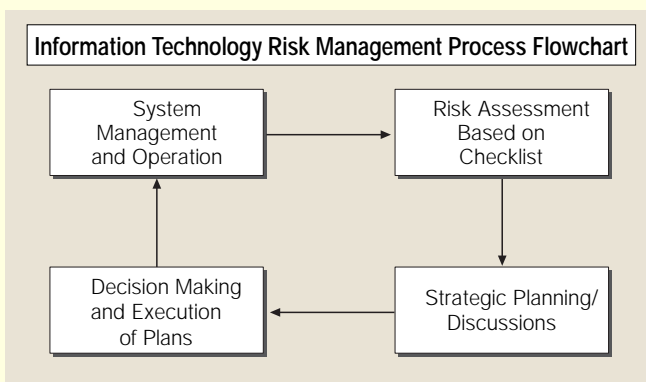 Information Technology Risk Management Process Flowchart
System
Management
and Operation
Risk Assessment
Based on
Checklist
Decision Making
and Execution
of Plans
Strategic Planning/
Discussions